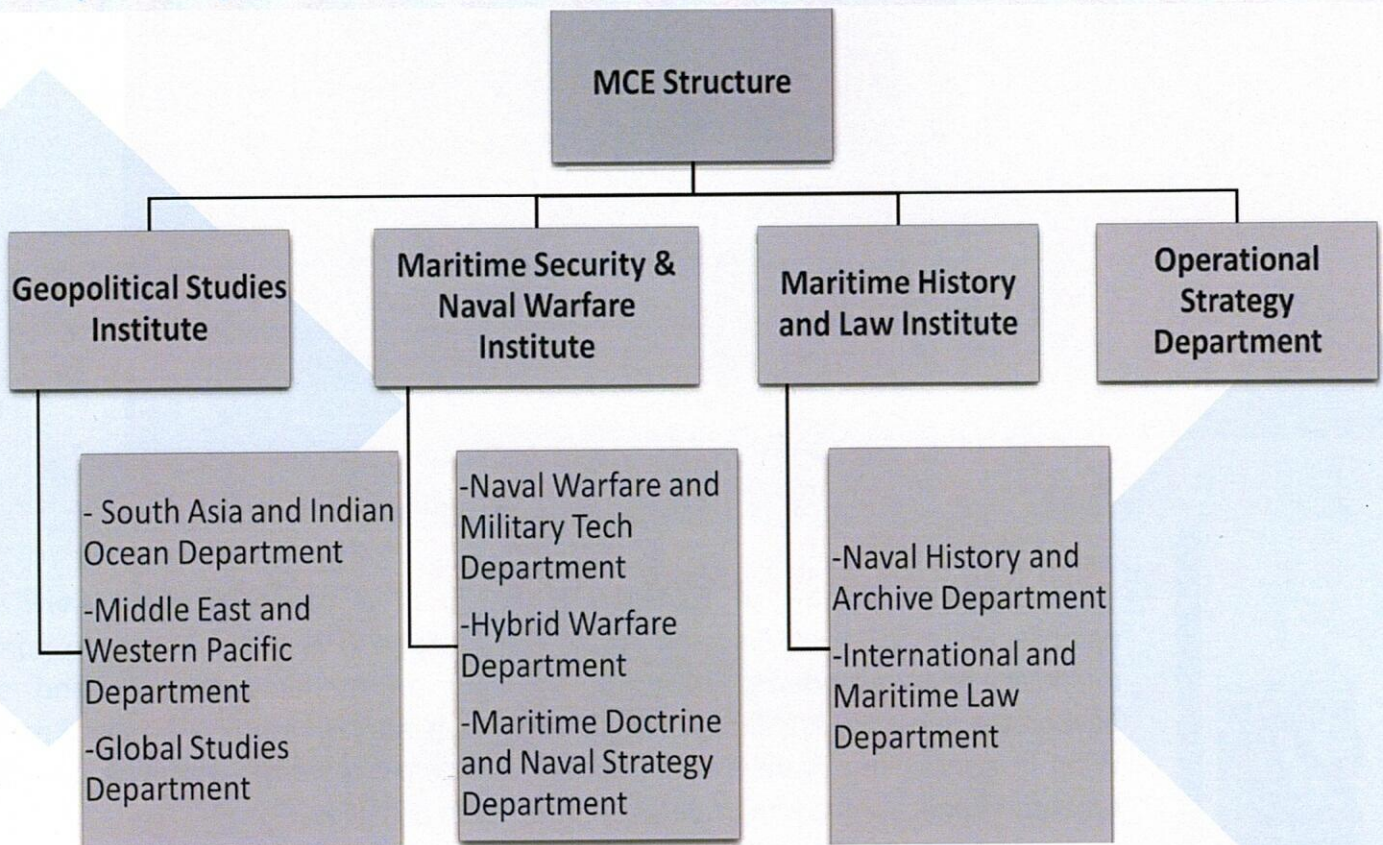 MCE Structure
Geopolitical Studies
Institute
Maritime Security &
Naval Warfare
Institute
Maritime History
and Law Institute
Operational
Strategy
Department
- South Asia and Indian
Ocean Department
-Middle East and
Western Pacific
Department
-Global Studies
Department
-Naval Warfare and
Military Tech
Department
-Hybrid Warfare
Department
-Maritime Doctrine
and Naval Strategy
Department
-Naval History and
Archive Department
-International and
Maritime Law
Department